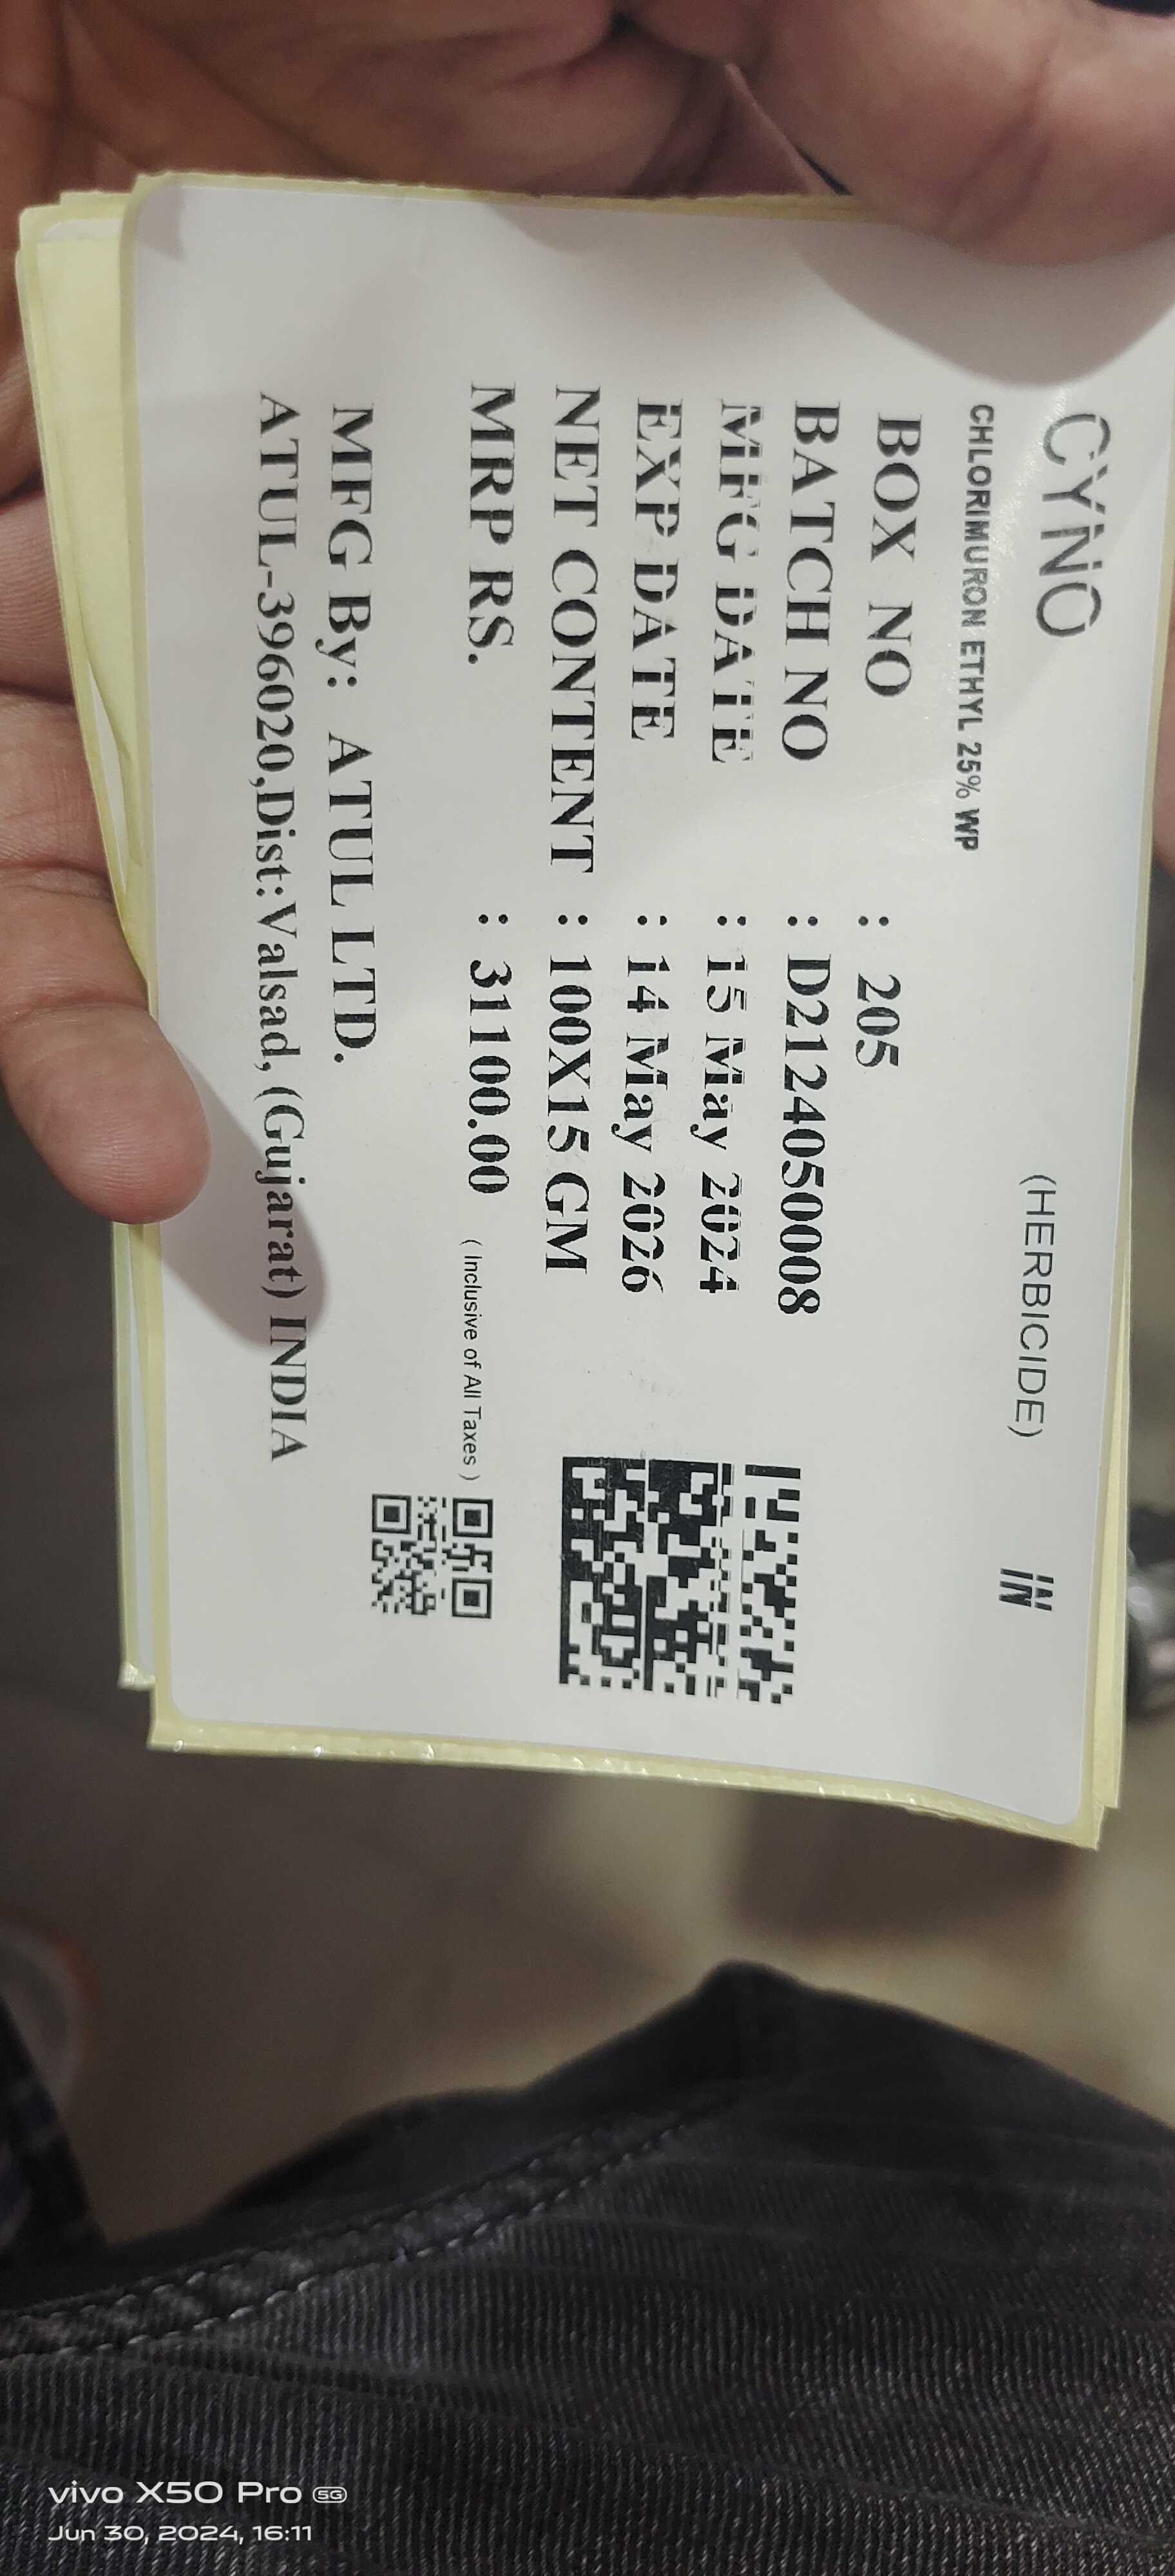 CYNO (HERBICIDE) IN
CHLORIMURON ETHYL 25% WP
BOX NO : 205
BATCH NO : D2124050008
MFG DATE : 15 May 2024
EXP DATE : 14 May 2026
NET CONTENT : 100X15 GM
MRP RS. : 31100.00 ( Inclusive of All Taxes )
MFG By: ATUL LTD.
ATUL-396020,Dist:Valsad, (Gujarat) INDIA
vivo X50 Pro 5G
Jun 30, 2024, 16:11